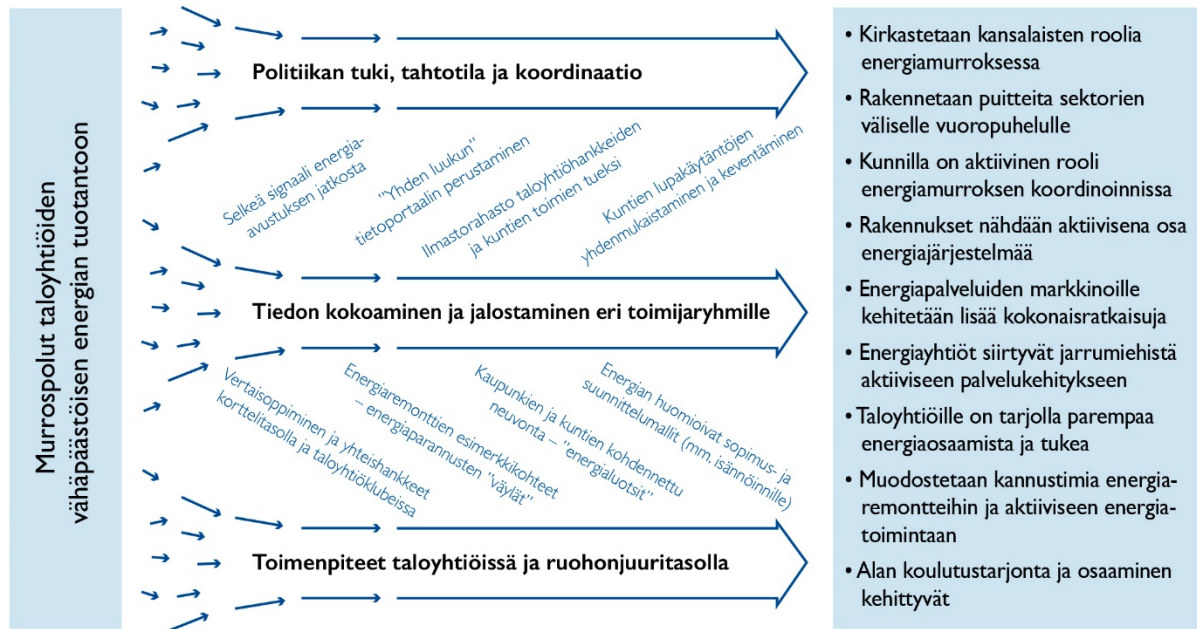 Murrospolut taloyhtiöiden
vähäpäästöisen energian tuotantoon
Politiikan tuki, tahtotila ja koordinaatio
Selkeä signaali energia-
avustuksen jatkosta
"Yhden luukun"
tietoportaalin perustaminen
Ilmastorahasto taloyhtiöhankkeiden
ja kuntien toimien tueksi
Kuntien lupakäytäntöjen
yhdenmukaistaminen ja keventäminen
Tiedon kokoaminen ja jalostaminen eri toimijaryhmille
Vertaisoppiminen ja yhteishankkeet
korttelitasolla ja taloyhtiöklubeissa
Energiaremonttien esimerkkikohteet
– energiaparannusten "väylät"
Kaupunkien ja kuntien kohdennettu
neuvonta – "energialuotsit"
Energian huomioivat sopimus- ja
suunnittelumallit (mm. isännöinnille)
Toimenpiteet taloyhtiöissä ja ruohonjuuritasolla
• Kirkastetaan kansalaisten roolia
energiamurroksessa
• Rakennetaan puitteita sektorien
väliselle vuoropuhelulle
• Kunnilla on aktiivinen rooli
energiamurroksen koordinoinnissa
• Rakennukset nähdään aktiivisena osa
energiajärjestelmää
• Energiapalveluiden markkinoille
kehitetään lisää kokonaisratkaisuja
• Energiayhtiöt siirtyvät jarrumiehistä
aktiiviseen palvelukehitykseen
• Taloyhtiöille on tarjolla parempaa
energiaosaamista ja tukea
• Muodostetaan kannustimia energia-
remontteihin ja aktiiviseen energia-
toimintaan
• Alan koulutustarjonta ja osaaminen
kehittyvät